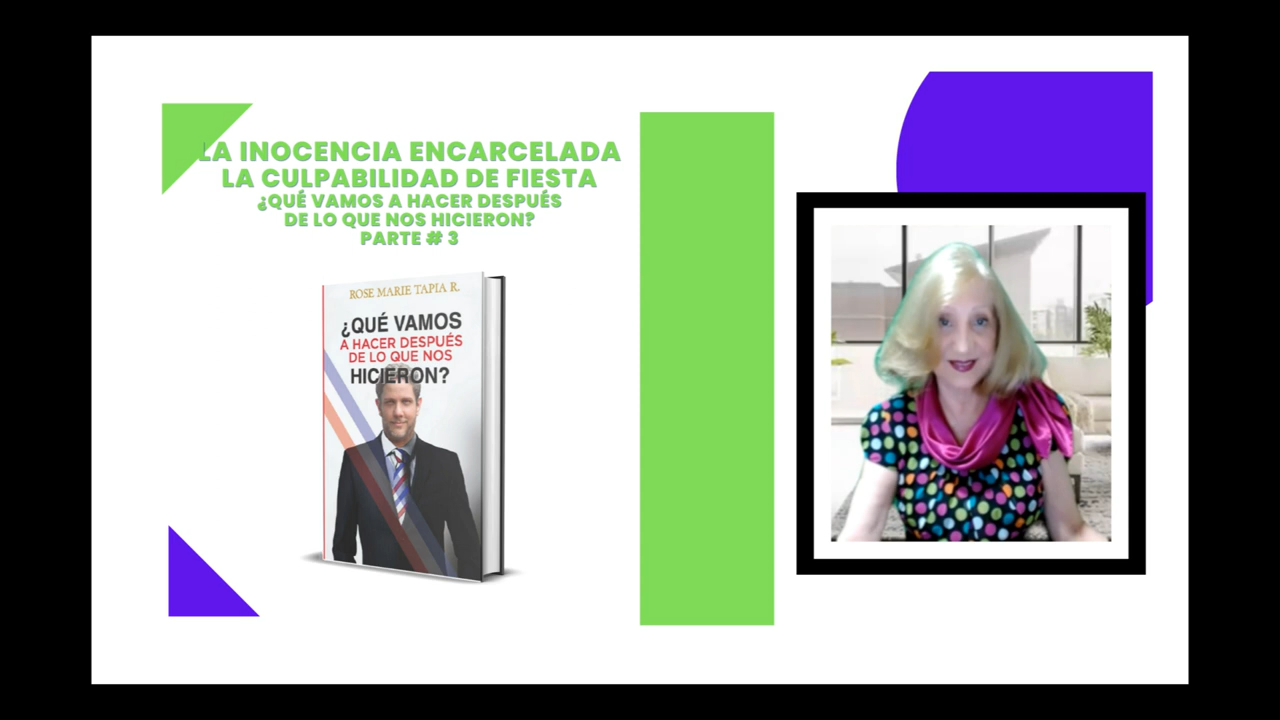 LA INOCENCIA ENCARCELADA
LA CULPABILIDAD DE FIESTA
¿QUÉ VAMOS A HACER DESPUÉS
DE LO QUE NOS HICIERON?
PARTE # 3
ROSE MARIE TAPIA R.
¿QUÉ VAMOS
A HACER DESPUÉS
DE LO QUE NOS
HICIERON?